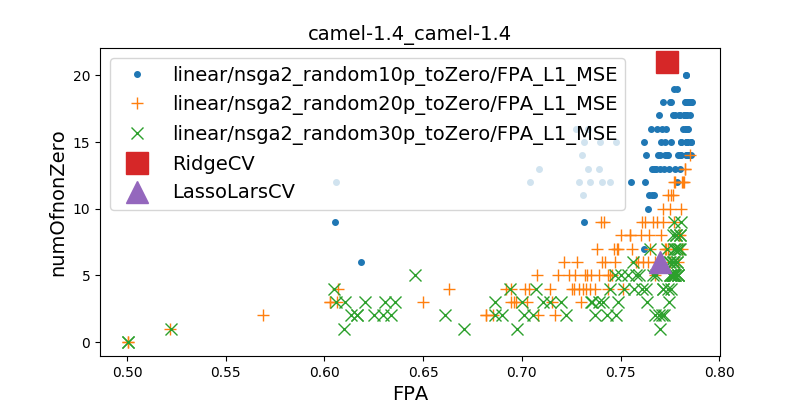 camel-1.4_camel-1.4
linear/nsga2_random10p_toZero/FPA_L1_MSE
linear/nsga2_random20p_toZero/FPA_L1_MSE
linear/nsga2_random30p_toZero/FPA_L1_MSE
RidgeCV
LassoLarsCV
numOfnonZero
20
15
10
5
0
0.50 0.55 0.60 0.65 0.70 0.75 0.80
FPA